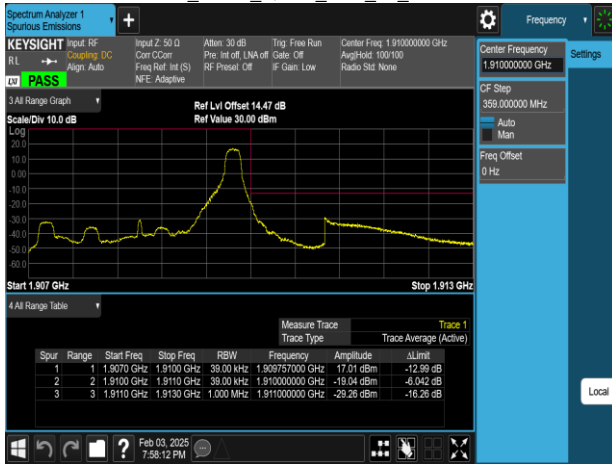 Spectrum Analyzer 1
Spurious Emissions
Frequency
KEYSIGHT Input: RF Input Z: 50 Ω Atten: 30 dB Trig: Free Run Center Freq: 1.910000000 GHz
RL Coupling: DC Corr CCorr Pre: Int off, LNA off Gate: Off Avg|Hold: 100/100
Align: Auto Freq Ref: Int (S) RF Preset: Off IF Gain: Low Radio Std: None
NFE: Adaptive
LXI PASS
Center Frequency
1.910000000 GHz
Settings
CF Step
359.000000 MHz
Auto
Man
Freq Offset
0 Hz
3 All Range Graph
Ref Lvl Offset 14.47 dB
Scale/Div 10.0 dB Ref Value 30.00 dBm
Log
20.0
10.0
0.00
-10.0
-20.0
-30.0
-40.0
-50.0
-60.0
Start 1.907 GHz Stop 1.913 GHz
4 All Range Table
Measure Trace Trace 1
Trace Type Trace Average (Active)
Spur Range Start Freq Stop Freq RBW Frequency Amplitude ΔLimit
1 1 1.9070 GHz 1.9100 GHz 39.00 kHz 1.909757000 GHz 17.01 dBm -12.99 dB
2 2 1.9100 GHz 1.9110 GHz 39.00 kHz 1.910000000 GHz -19.04 dBm -6.042 dB
3 3 1.9110 GHz 1.9130 GHz 1.000 MHz 1.911000000 GHz -29.26 dBm -16.26 dB
Local
Feb 03, 2025
7:58:12 PM